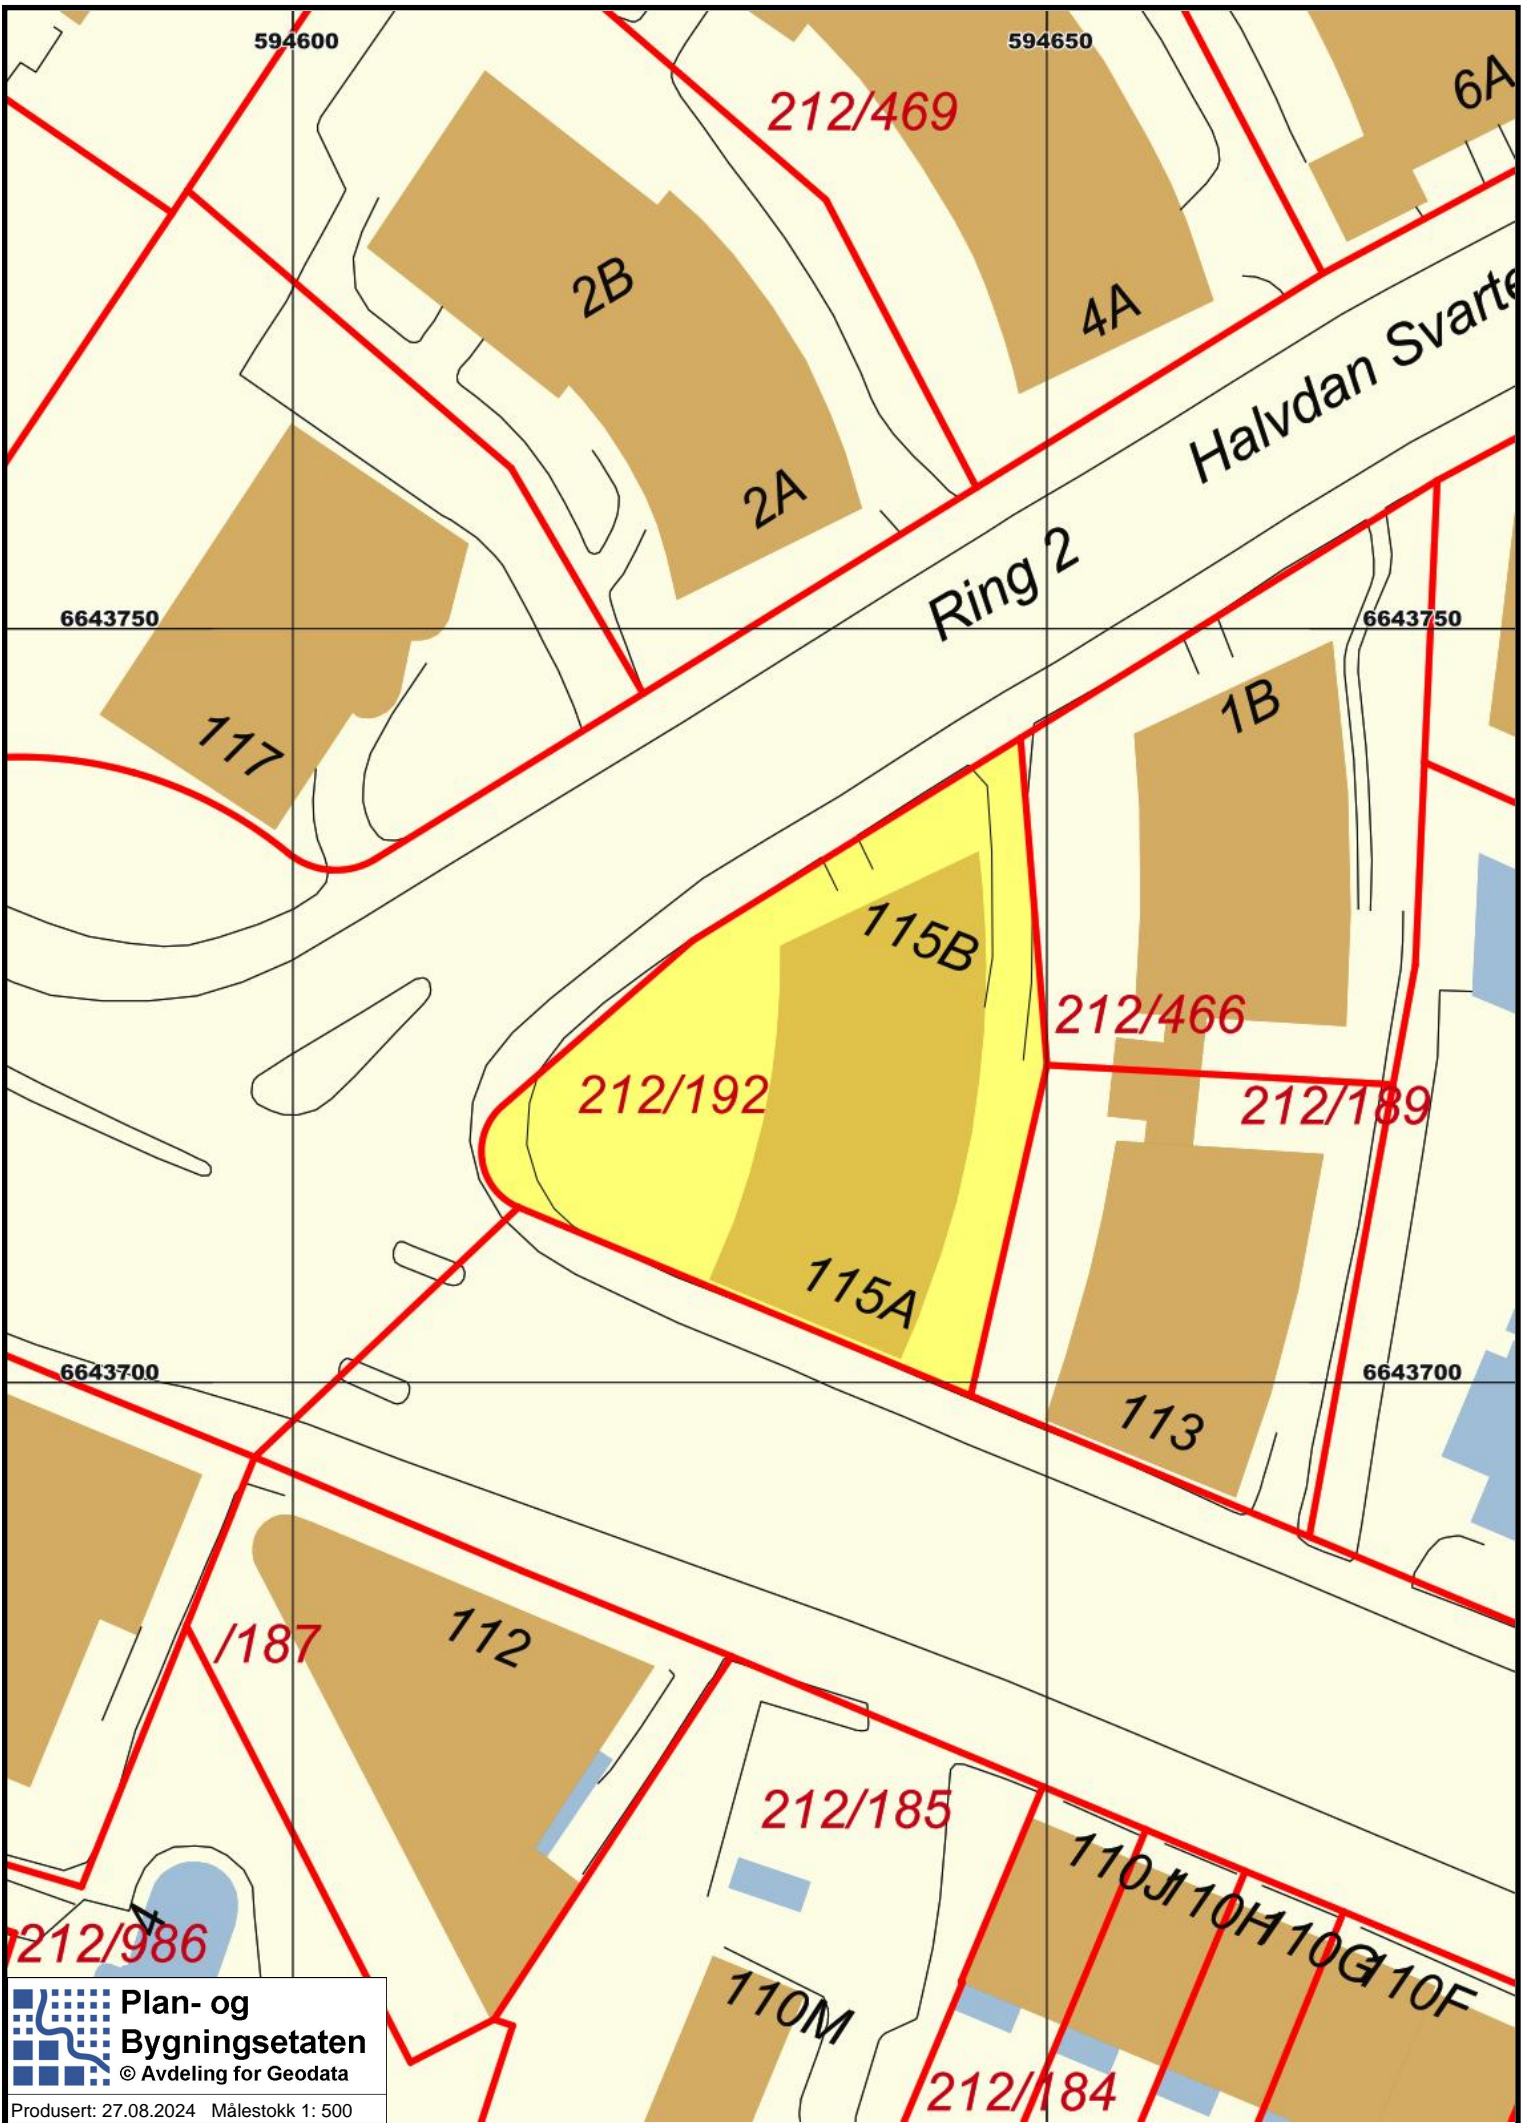 594600
594650
6A
212/469
2B
4A
Halvdan Svarte
2A
Ring 2
6643750
6643750
1B
117
115B
212/466
212/192
212/189
115A
6643700
6643700
113
112
/187
212/185
110J
110H
110G
110F
4
212/986
110M
212/184
Plan- og
Bygningsetaten
© Avdeling for Geodata
Produsert: 27.08.2024 Målestokk 1: 500